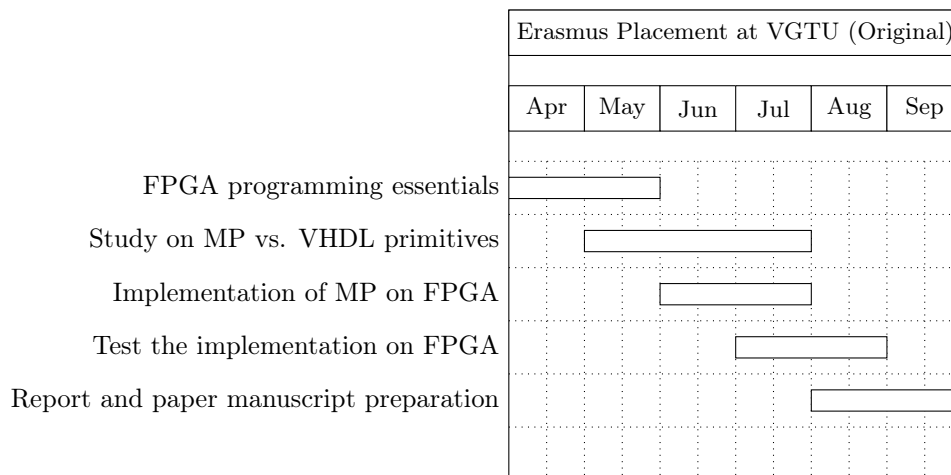 Erasmus Placement at VGTU (Original)
Apr May Jun Jul Aug Sep
FPGA programming essentials
Study on MP vs. VHDL primitives
Implementation of MP on FPGA
Test the implementation on FPGA
Report and paper manuscript preparation